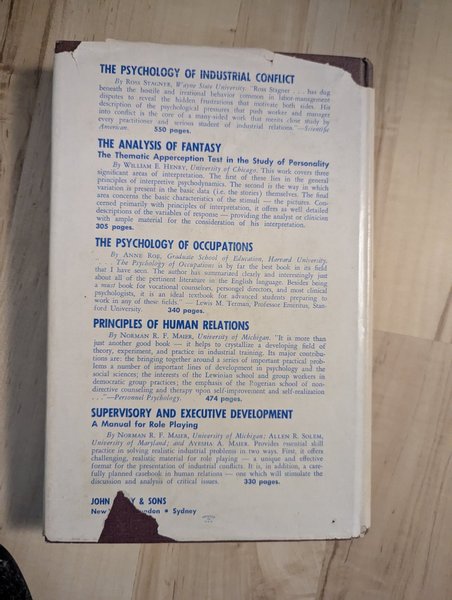 THE PSYCHOLOGY OF INDUSTRIAL CONFLICT
By Ross Stagner, Wayne State University. "Ross Stagner . . . has dug
beneath the hostile and irrational behavior common in labor-management
disputes to reveal the hidden frustrations that motivate both sides. His
description of the psychological pressures that push worker and manager
into conflict is the core of a many-sided work that merits close study by
every practitioner and serious student of industrial relations."—Scientific
American. 550 pages.
THE ANALYSIS OF FANTASY
The Thematic Apperception Test in the Study of Personality
By William E. Henry, University of Chicago. This work covers three
significant areas of interpretation. The first of these lies in the general
principles of interpretive psychodynamics. The second is the way in which
variation is present in the basic data (i.e. the stories) themselves. The final
area concerns the basic characteristics of the stimuli — the pictures. Con-
cerned primarily with principles of interpretation, it offers as well detailed
descriptions of the variables of response — providing the analyst or clinician
with ample material for the consideration of his interpretation.
305 pages.
THE PSYCHOLOGY OF OCCUPATIONS
By Anne Roe, Graduate School of Education, Harvard University.
". . . The Psychology of Occupations is by far the best book in its field
that I have seen. The author has summarized clearly and interestingly just
about all of the pertinent literature in the English language. Besides being
a must book for vocational counselors, personnel directors, and most clinical
psychologists, it is an ideal textbook for advanced students preparing to
work in any of these fields." — Lewis M. Terman, Professor Emeritus, Stan-
ford University. 340 pages.
PRINCIPLES OF HUMAN RELATIONS
By Norman R. F. Maier, University of Michigan. "It is more than
just another good book — it helps to crystallize a developing field of
theory, experiment, and practice in industrial training. Its major contribu-
tions are: the bringing together around a series of important practical prob-
lems a number of important lines of development in psychology and the
social sciences; the interests of the Lewinian school and group workers in
democratic group practices; the emphasis of the Rogerian school of non-
directive counseling and therapy upon self-improvement and self-realization
. . ."—Personnel Psychology. 474 pages.
SUPERVISORY AND EXECUTIVE DEVELOPMENT
A Manual for Role Playing
By Norman R. F. Maier, University of Michigan; Allen R. Solem,
University of Maryland; and Ayesha A. Maier. Provides essential skill
practice in solving realistic industrial problems in two ways. First, it offers
challenging, realistic material for role playing — a unique and effective
format for the presentation of industrial conflicts. It is, in addition, a care-
fully planned casebook in human relations — one which will stimulate the
discussion and analysis of critical issues. 330 pages.
JOHN & SONS
New • Sydney